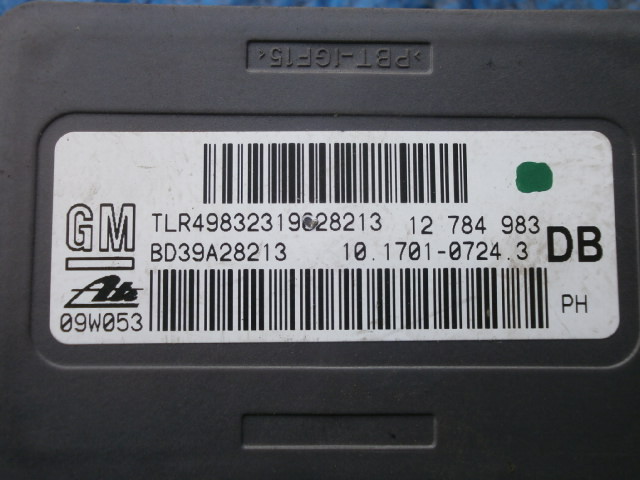 >PBT-IGF15<
TLR49832319628213 12 784 983
GM BD39A28213 10.1701-0724.3 DB
Ate
09W053 PH